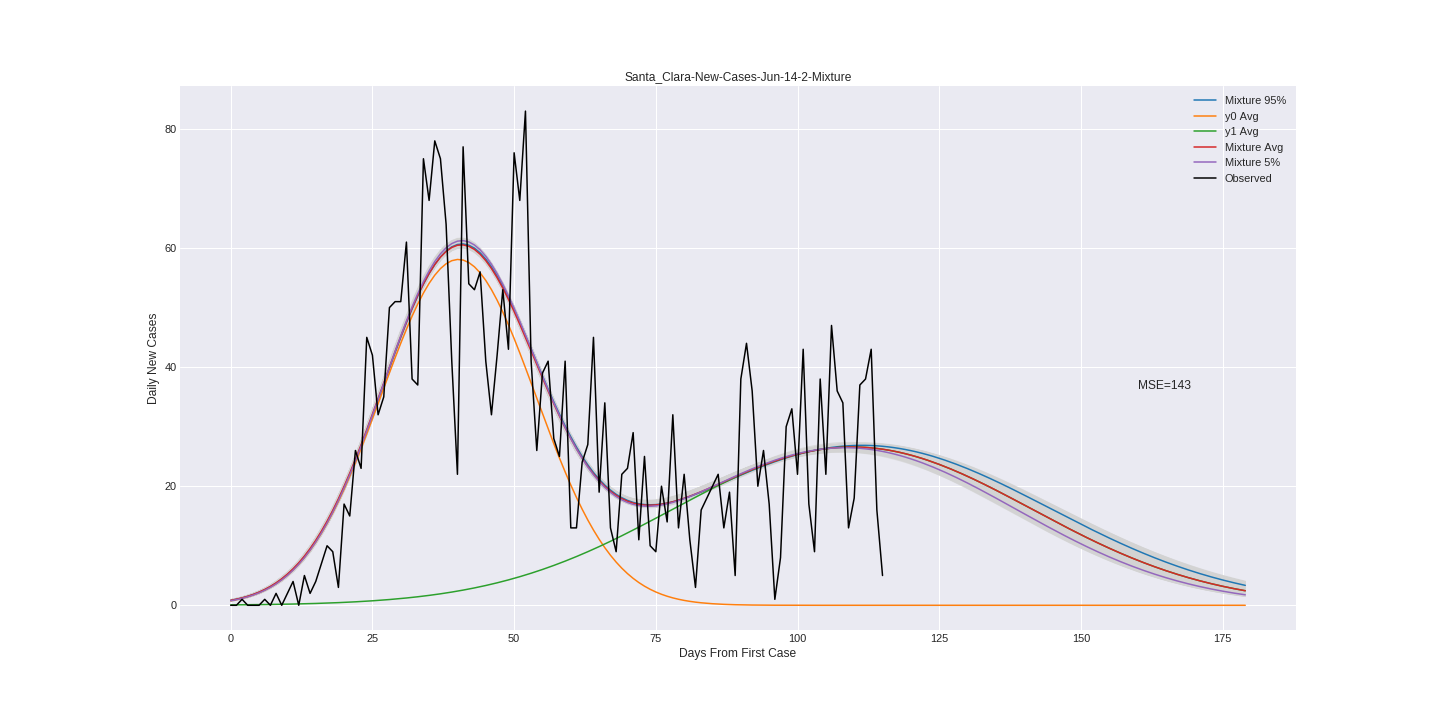 Santa_Clara-New-Cases-Jun-14-2-Mixture
Mixture 95%
y0 Avg
y1 Avg
Mixture Avg
Mixture 5%
Observed
80
60
40
20
0
Daily New Cases
MSE=143
0 25 50 75 100 125 150 175
Days From First Case